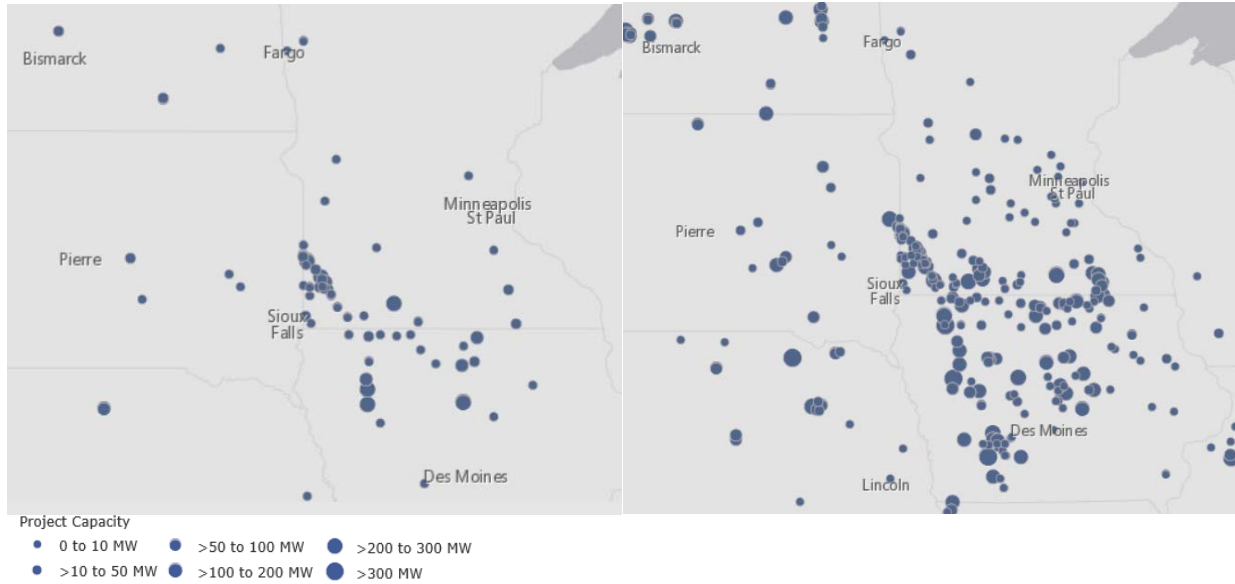 Bismarck
Fargo
Minneapolis
St Paul
Pierre
Sioux
Falls
Des Moines
Bismarck
Fargo
Minneapolis
St Paul
Pierre
Sioux
Falls
Des Moines
Lincoln
Project Capacity
0 to 10 MW
>50 to 100 MW
>200 to 300 MW
>10 to 50 MW
>100 to 200 MW
>300 MW